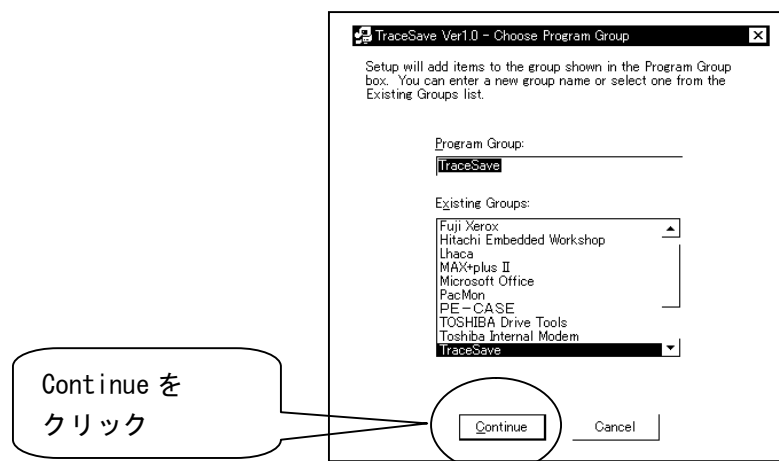 TraceSave Ver1.0 - Choose Program Group
Setup will add items to the group shown in the Program Group
box. You can enter a new group name or select one from the
Existing Groups list.
Program Group:
TraceSave
Existing Groups:
Fuji Xerox
Hitachi Embedded Workshop
Lhaca
MAX+plus Ⅱ
Microsoft Office
PacMon
PE－CASE
TOSHIBA Drive Tools
Toshiba Internal Modem
TraceSave
Continue を
クリック
Continue
Cancel